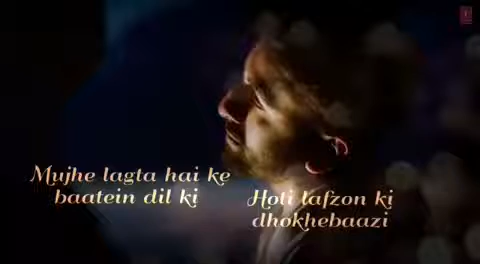 Mujhe lagta hai ke
baatein dil ki
Hoti lafzon ki
dhokhebaazi